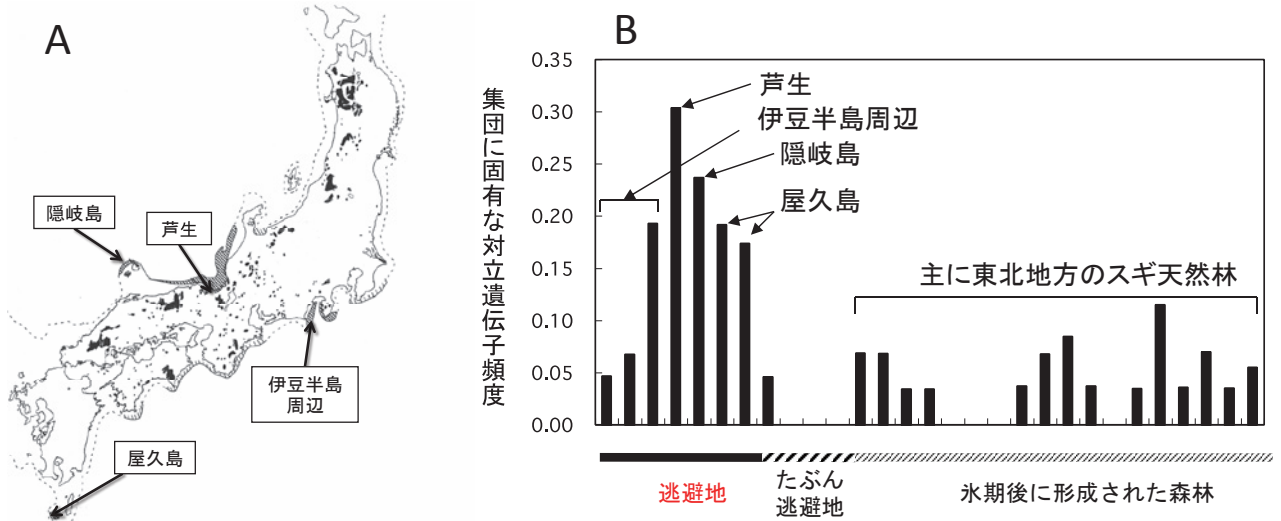 A
隠岐島
芦生
伊豆半島
周辺
屋久島
B
集団に固有な対立遺伝子頻度
0.35
0.30
0.25
0.20
0.15
0.10
0.05
0.00
芦生
伊豆半島周辺
隠岐島
屋久島
主に東北地方のスギ天然林
逃避地
たぶん
逃避地
氷期後に形成された森林